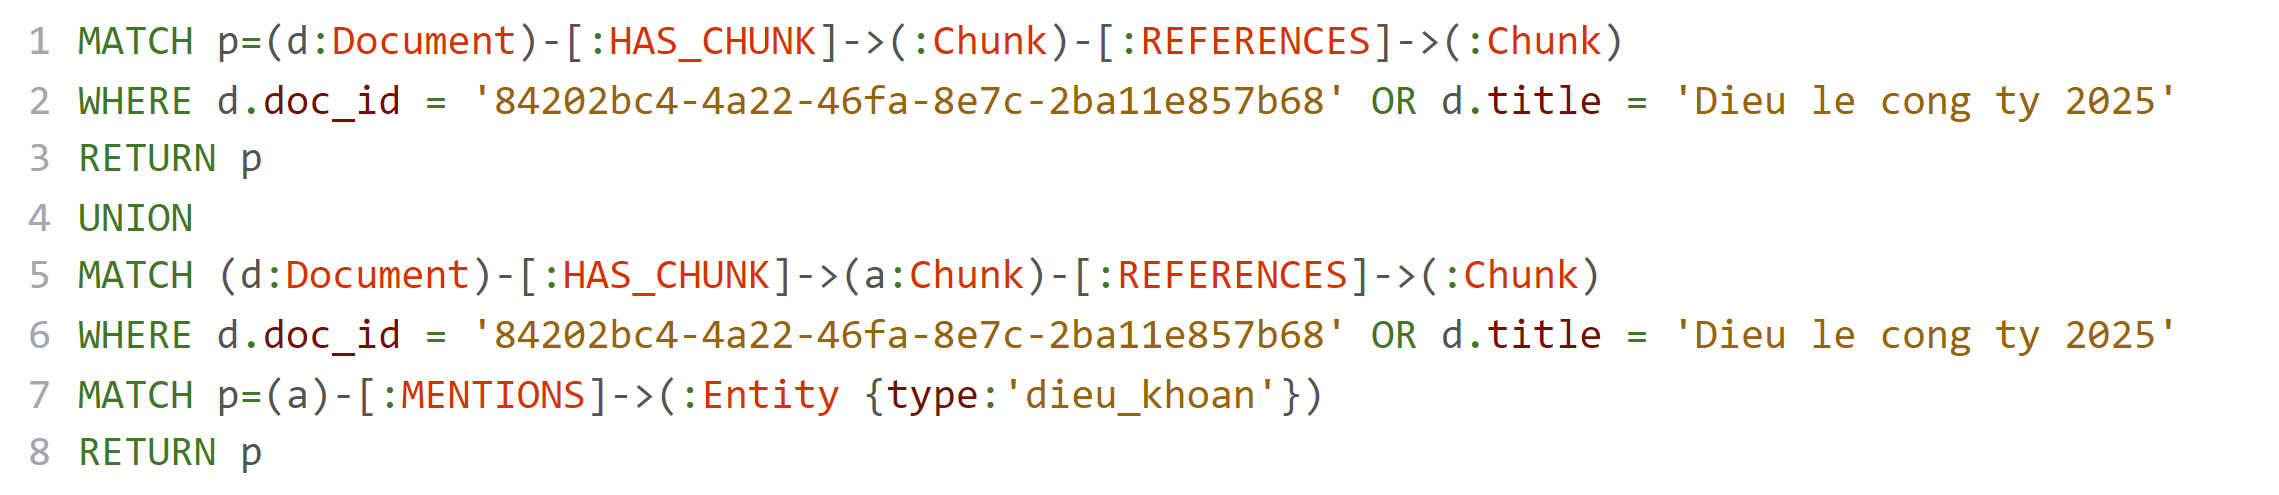 1 MATCH p=(d:Document)-[:HAS_CHUNK]->(:Chunk)-[:REFERENCES]->(:Chunk)
2 WHERE d.doc_id = '84202bc4-4a22-46fa-8e7c-2ba11e857b68' OR d.title = 'Dieu le cong ty 2025'
3 RETURN p
4 UNION
5 MATCH (d:Document)-[:HAS_CHUNK]->(a:Chunk)-[:REFERENCES]->(:Chunk)
6 WHERE d.doc_id = '84202bc4-4a22-46fa-8e7c-2ba11e857b68' OR d.title = 'Dieu le cong ty 2025'
7 MATCH p=(a)-[:MENTIONS]->(:Entity {type:'dieu_khoan'})
8 RETURN p